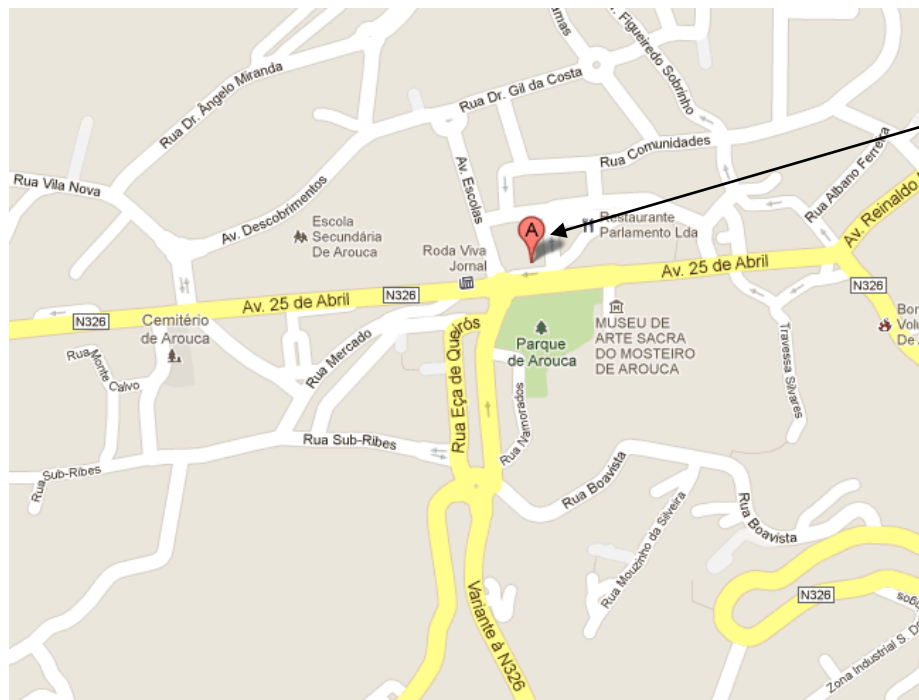 Av. Figueiredo Sobrinho
Rua Dr. Ângelo Miranda
Rua Dr. Gil da Costa
Rua Comunidades
Rua Albano Ferreira
Rua Vila Nova
Av. Escolas
Av. Descobrimentos
Av. Reinaldo
Escola
Secundária
De Arouca
A
Restaurante
Parlamento Lda
Roda Viva
Jornal
Av. 25 de Abril
N326
Av. 25 de Abril
N326
N326
Cemitério
de Arouca
MUSEU DE
ARTE SACRA
DO MOSTEIRO
DE AROUCA
Parque
de Arouca
Rua Monte Calvo
Rua Mercado
Rua Eça de Queirós
Rua Namorados
Travessa Silvares
Rua Sub-Ribes
Rua Sub-Ribes
Rua Boavista
Rua Boavista
Rua Mouzinho da Silveira
N326
Variante à N326
Zona Industrial S.